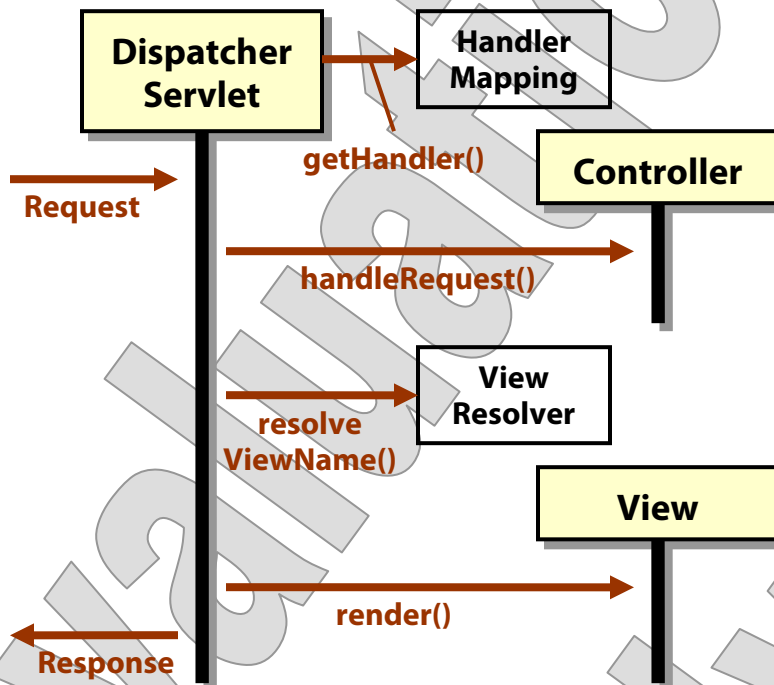 Dispatcher
Servlet
Handler
Mapping
getHandler()
Controller
Request
handleRequest()
View
Resolver
resolve
ViewName()
View
render()
Response